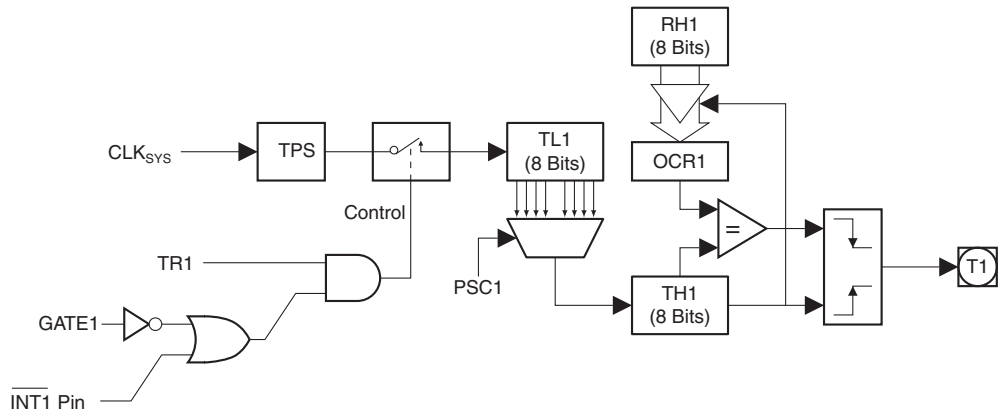 RH1
(8 Bits)
CLKSYS
TPS
TL1
(8 Bits)
OCR1
Control
=
TR1
PSC1
T1
TH1
(8 Bits)
GATE1
INT1 Pin